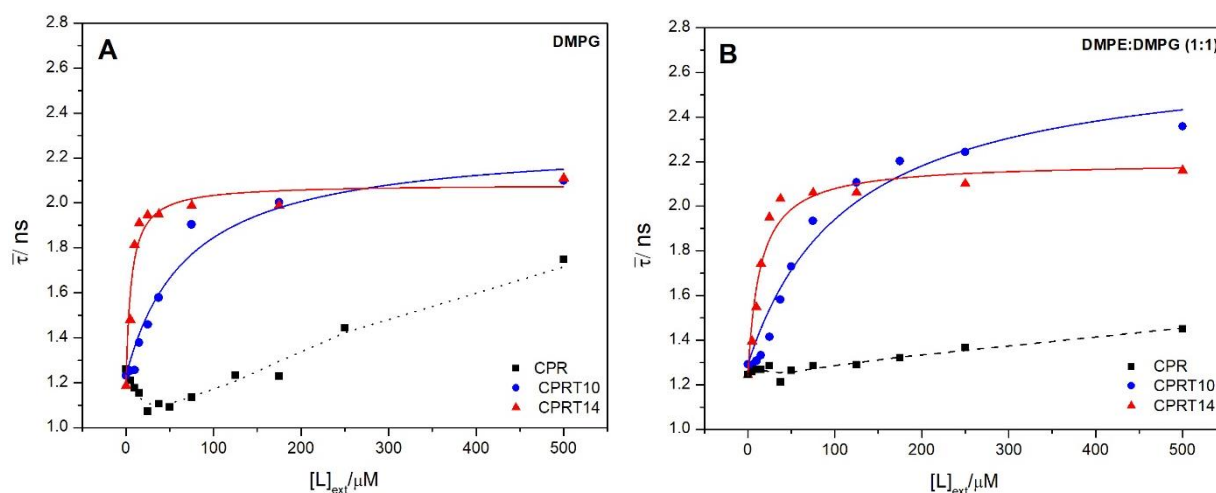 A
DMPG
2.8
2.6
2.4
2.2
2.0
1.8
1.6
1.4
1.2
1.0
τ̅/ ns
CPR
CPRT10
CPRT14
0 100 200 300 400 500
[L]ext/μM
B
DMPE:DMPG (1:1)
2.8
2.6
2.4
2.2
2.0
1.8
1.6
1.4
1.2
1.0
τ̅/ ns
CPR
CPRT10
CPRT14
0 100 200 300 400 500
[L]ext/μM